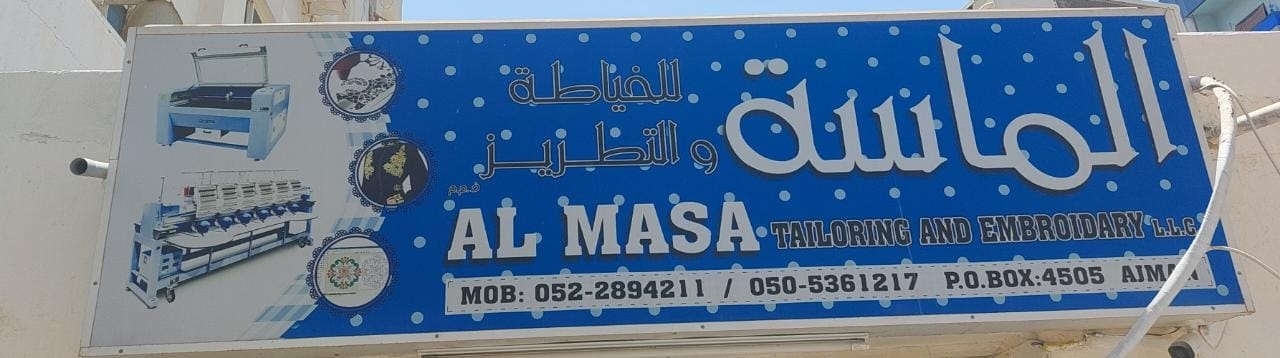 الماسة
للخياطة
و التطريز
ذ.م.م
AL MASA TAILORING AND EMBROIDARY L.L.C
MOB: 052-2894211 / 050-5361217 P.O.BOX:4505 AJMAN